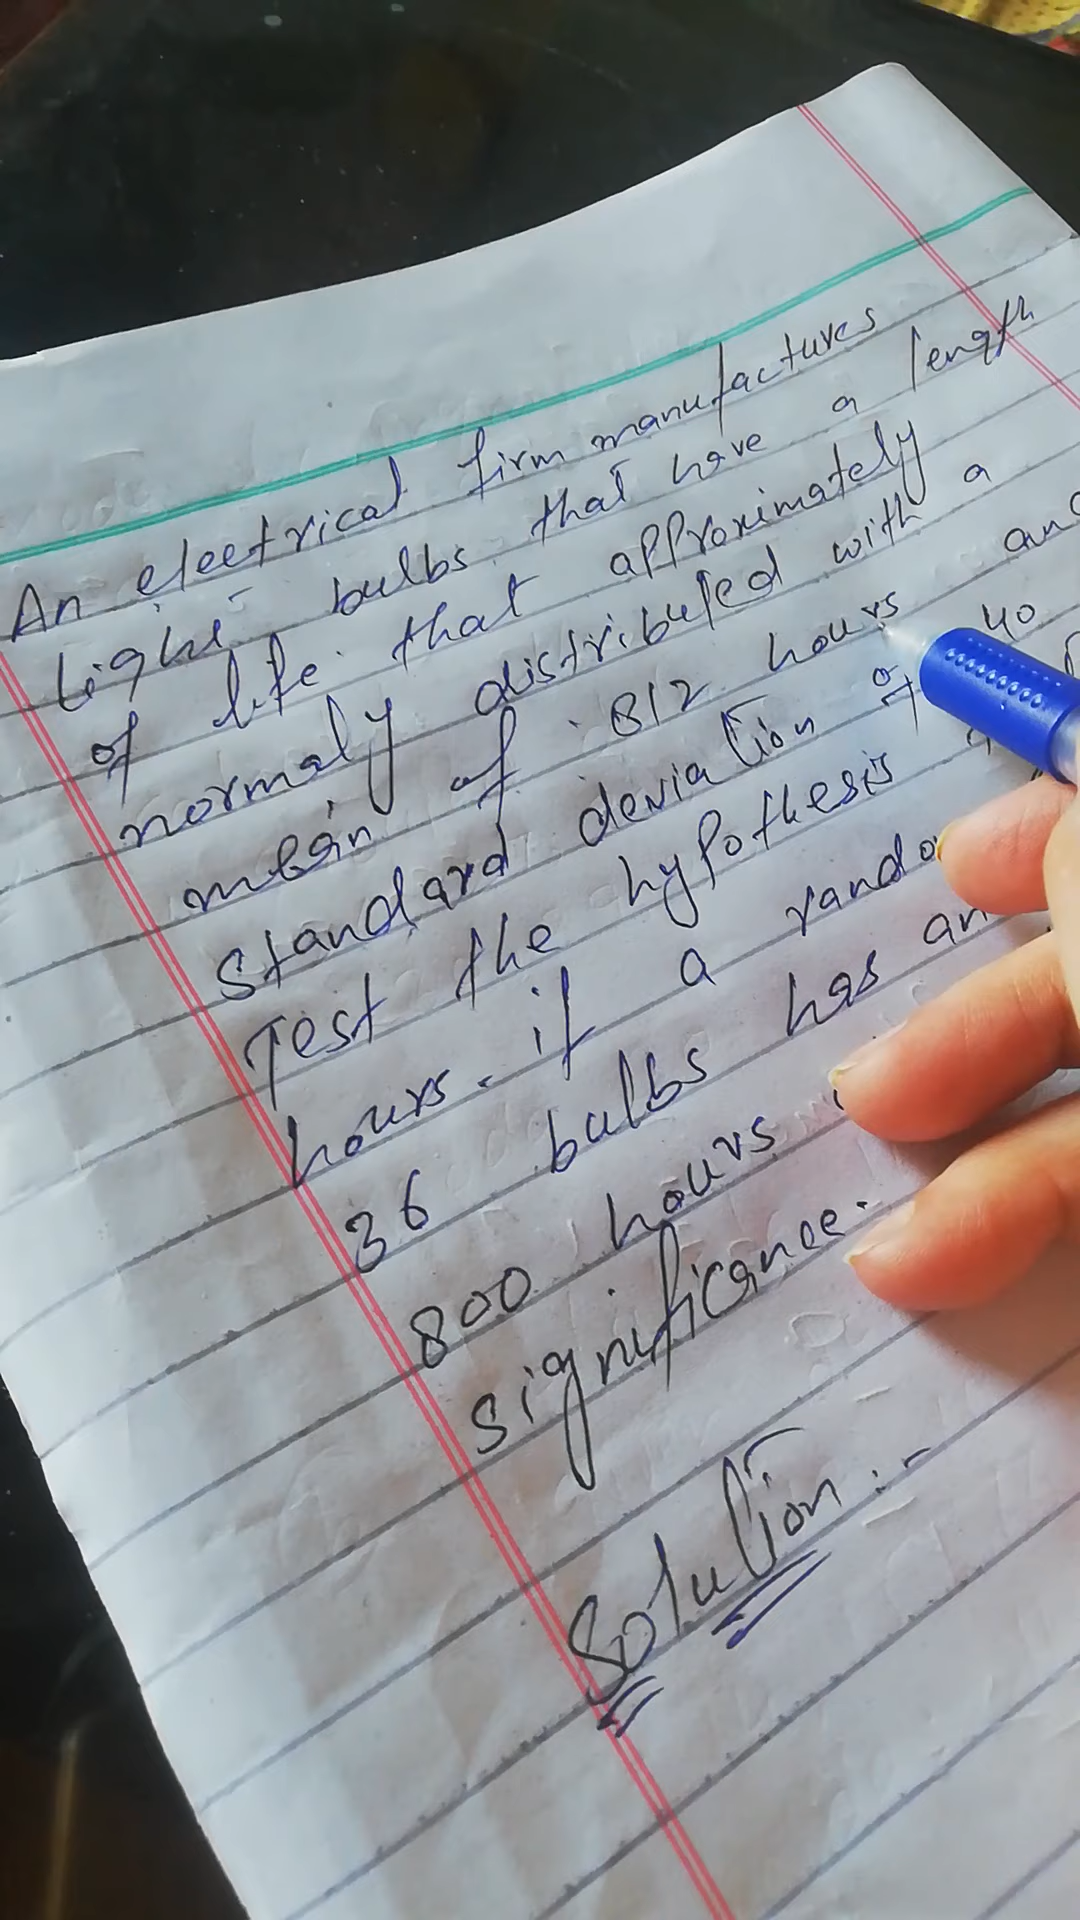 An electrical firm manufactures
light bulbs that have a length
of life that approximately
normaly distributed with a
mean of 812 hours and
standard deviation of 40
Test the hypothesis
hours. if a
36 bulbs has an
800 hours
significance.
Solution :-